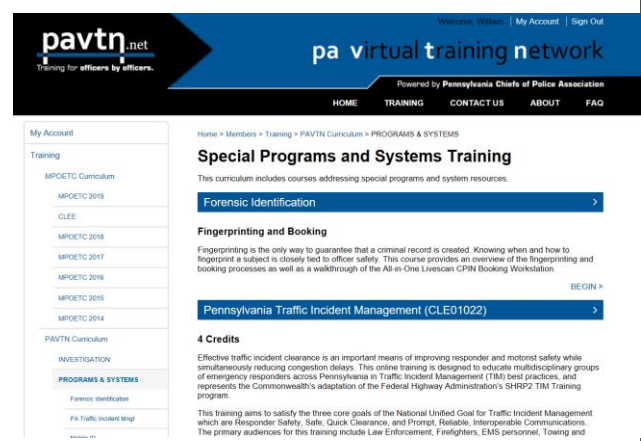 Welcome, William | My Account | Sign Out
pavtn.net
Training for officers by officers.
pa virtual training network
Powered by Pennsylvania Chiefs of Police Association
HOME TRAINING CONTACT US ABOUT FAQ
My Account
Training
MPOETC Curriculum
MPOETC 2019
CLEE
MPOETC 2018
MPOETC 2017
MPOETC 2016
MPOETC 2015
MPOETC 2014
PAVTN Curriculum
INVESTIGATION
PROGRAMS & SYSTEMS
Forensic Identification
PA Traffic Incident Mngt
Mobile ID
Home > Members > Training > PAVTN Curriculum > PROGRAMS & SYSTEMS
Special Programs and Systems Training
This curriculum includes courses addressing special programs and system resources.
Forensic Identification >
Fingerprinting and Booking
Fingerprinting is the only way to guarantee that a criminal record is created. Knowing when and how to
fingerprint a subject is closely tied to officer safety. This course provides an overview of the fingerprinting and
booking processes as well as a walkthrough of the All-in-One Livescan CPIN Booking Workstation.
BEGIN >
Pennsylvania Traffic Incident Management (CLE01022) >
4 Credits
Effective traffic incident clearance is an important means of improving responder and motorist safety while
simultaneously reducing congestion delays. This online training is designed to educate multidisciplinary groups
of emergency responders across Pennsylvania in Traffic Incident Management (TIM) best practices, and
represents the Commonwealth's adaptation of the Federal Highway Administration's SHRP2 TIM Training
program.
This training aims to satisfy the three core goals of the National Unified Goal for Traffic Incident Management
which are Responder Safety, Safe, Quick Clearance, and Prompt, Reliable, Interoperable Communications.
The primary audiences for this training include Law Enforcement, Firefighters, EMS personnel, Towing and